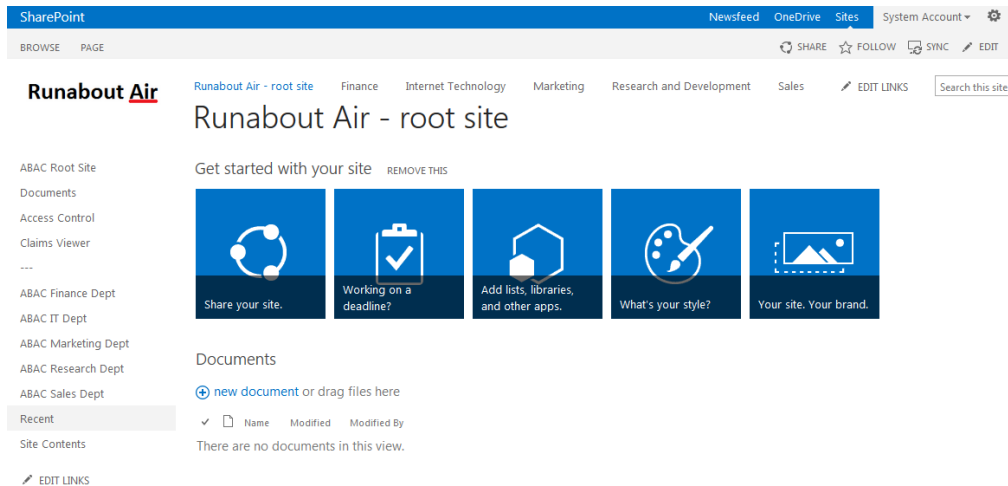 SharePoint Newsfeed OneDrive Sites System Account
BROWSE PAGE SHARE FOLLOW SYNC EDIT
Runabout Air
Runabout Air - root site Finance Internet Technology Marketing Research and Development Sales EDIT LINKS Search this site
Runabout Air - root site
Get started with your site REMOVE THIS
Share your site.
Working on a
deadline?
Add lists, libraries,
and other apps.
What's your style?
Your site. Your brand.
ABAC Root Site
Documents
Access Control
Claims Viewer
---
ABAC Finance Dept
ABAC IT Dept
ABAC Marketing Dept
ABAC Research Dept
ABAC Sales Dept
Recent
Site Contents
EDIT LINKS
Documents
new document or drag files here
Name Modified Modified By
There are no documents in this view.